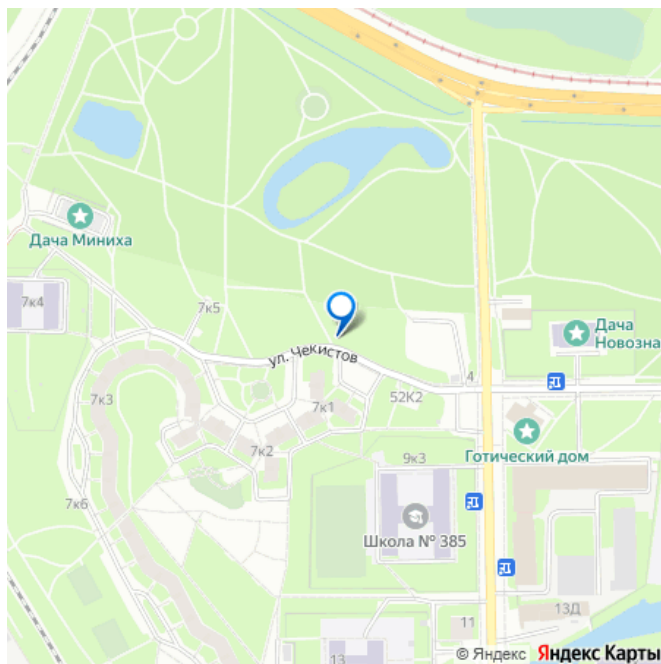 Дача Миниха
7к4
7к5
ул. Чекистов
Дача
Новозна
4
7к3
7к1
52К2
7к2
9к3
Готический дом
7к6
Школа № 385
11
13Д
13
© Яндекс Яндекс Карты